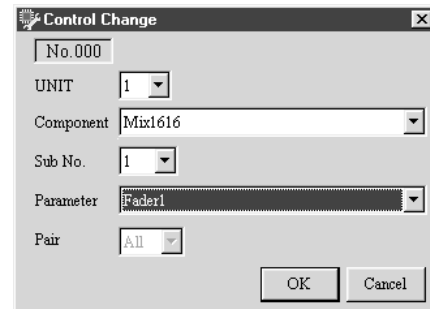 Control Change
No.000
UNIT 1
Component Mix1616
Sub No. 1
Parameter Fader1
Pair All
OK Cancel